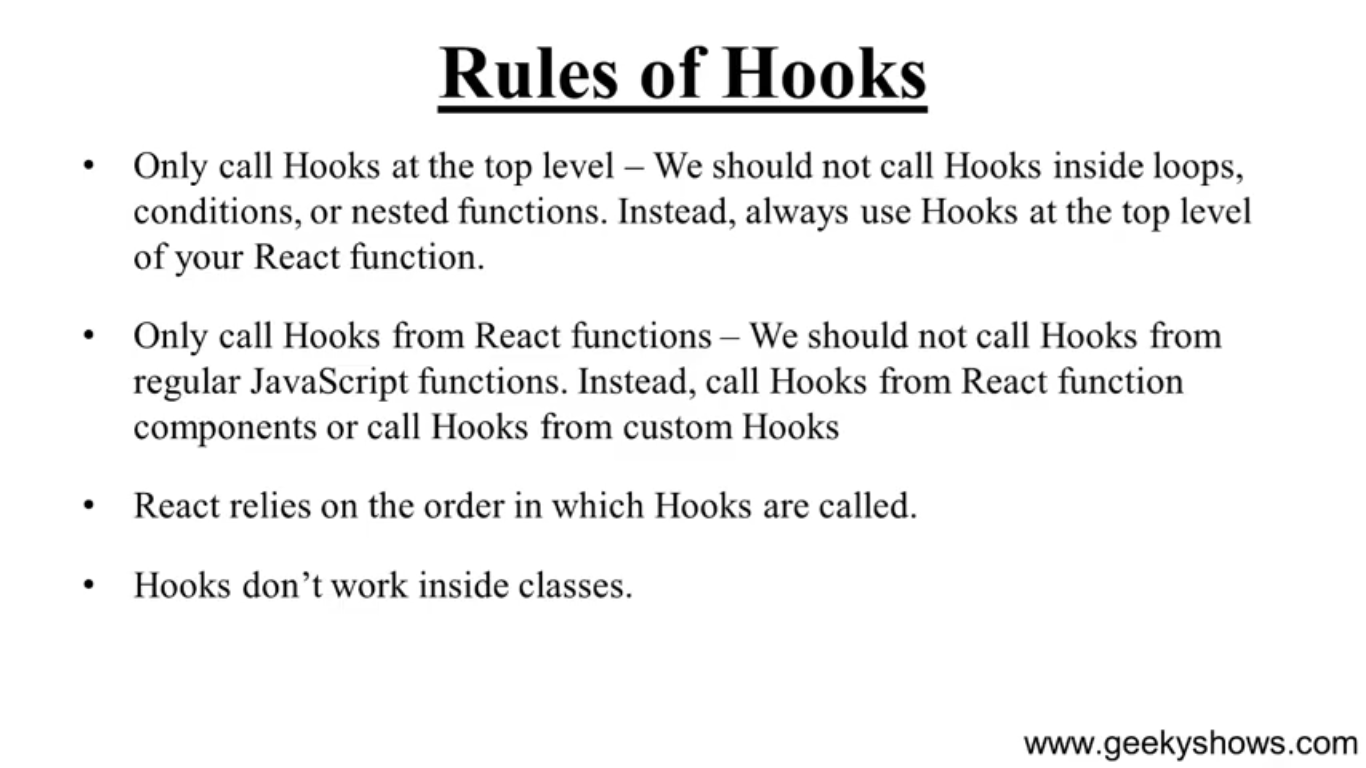 Rules of Hooks
• Only call Hooks at the top level – We should not call Hooks inside loops,
conditions, or nested functions. Instead, always use Hooks at the top level
of your React function.
• Only call Hooks from React functions – We should not call Hooks from
regular JavaScript functions. Instead, call Hooks from React function
components or call Hooks from custom Hooks
• React relies on the order in which Hooks are called.
• Hooks don’t work inside classes.
www.geekyshows.com